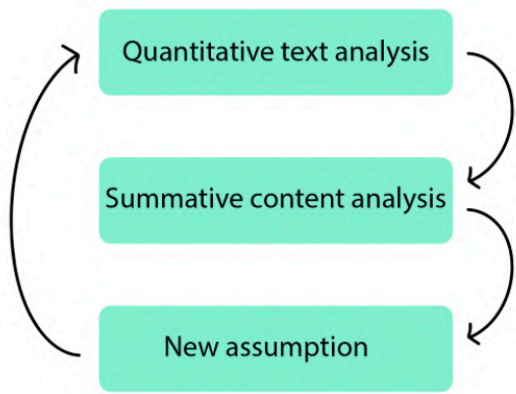 Quantitative text analysis
Summative content analysis
New assumption